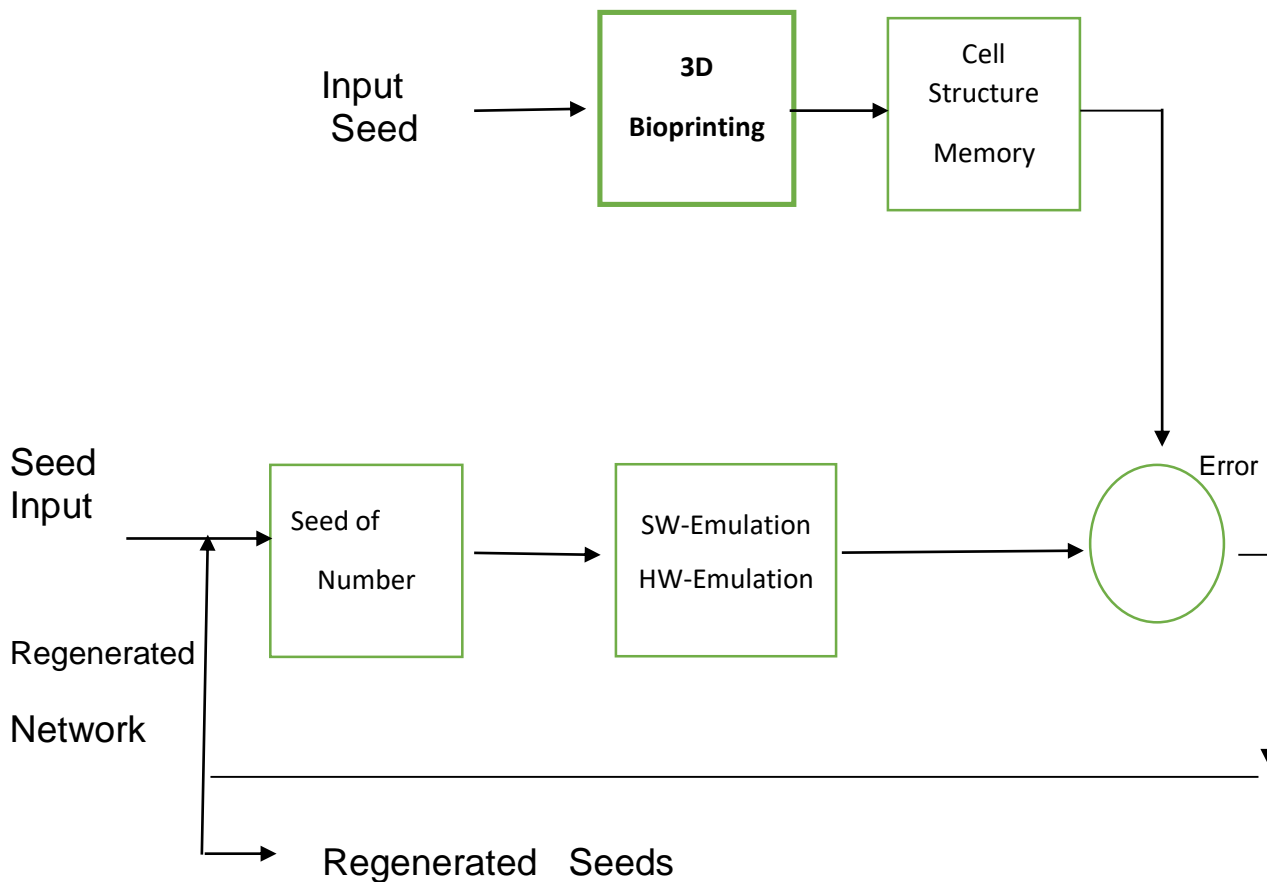 Input
Seed
3D
Bioprinting
Cell
Structure
Memory
Seed
Input
Seed of
Number
SW-Emulation
HW-Emulation
Error
Regenerated
Network
Regenerated Seeds